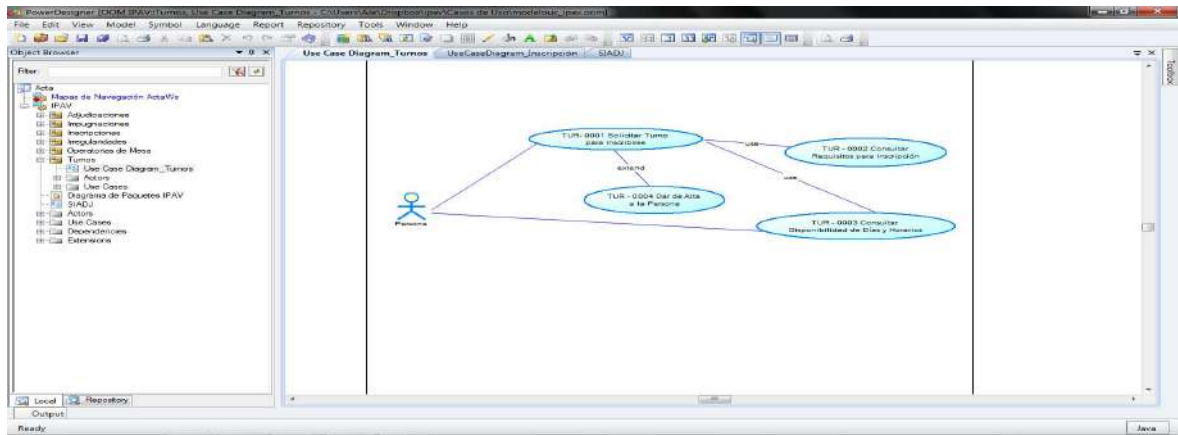 PowerDesigner [OOM IPAV::Turnos, Use Case Diagram_Turnos - C:\Users\Ale\Dropbox\ipav\Casos de Uso\modelouc_ipav.oom]
File Edit View Model Symbol Language Report Repository Tools Window Help
Object Browser
Filter:
Acta
Mapas de Navegación ActaWe
IPAV
Adjudicaciones
Impugnaciones
Inscripciones
Irregularidades
Operatorias de Mesa
Turnos
Use Case Diagram_Turnos
Actors
Use Cases
Diagrama de Paquetes IPAV
SIADJ
Actors
Use Cases
Dependencies
Extensions
Local Repository
Use Case Diagram_Turnos UseCaseDiagram_Inscripción SIADJ
Toolbox
TUR- 0001 Solicitar Turno
para Inscribirse
use
TUR - 0002 Consultar
Requisitos para Inscripción
extend
use
TUR - 0004 Dar de Alta
a la Persona
Persona
TUR - 0003 Consultar
Disponibilidad de Días y Horarios
Output
Ready
Java